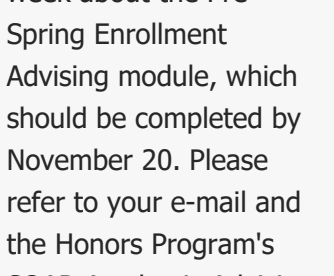 week about the Pre-
Spring Enrollment
Advising module, which
should be completed by
November 20. Please
refer to your e-mail and
the Honors Program's